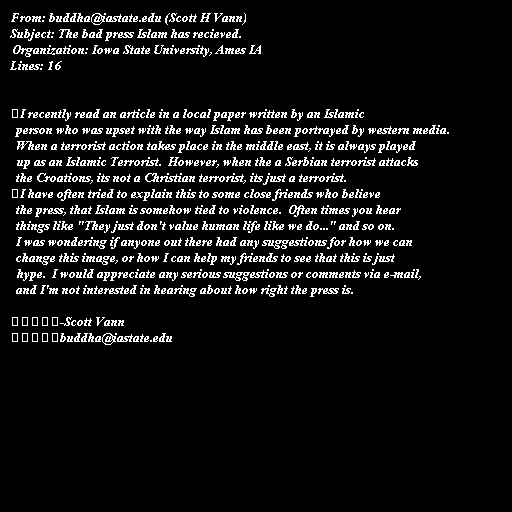 From: buddha@iastate.edu (Scott H Vann)
Subject: The bad press Islam has recieved.
Organization: Iowa State University, Ames IA
Lines: 16
I recently read an article in a local paper written by an Islamic
person who was upset with the way Islam has been portrayed by western media.
When a terrorist action takes place in the middle east, it is always played
up as an Islamic Terrorist.  However, when the a Serbian terrorist attacks
the Croations, its not a Christian terrorist, its just a terrorist.
I have often tried to explain this to some close friends who believe
the press, that Islam is somehow tied to violence.  Often times you hear
things like "They just don't value human life like we do..." and so on.
I was wondering if anyone out there had any suggestions for how we can
change this image, or how I can help my friends to see that this is just
hype.  I would appreciate any serious suggestions or comments via e-mail,
and I'm not interested in hearing about how right the press is.
-Scott Vann
buddha@iastate.edu